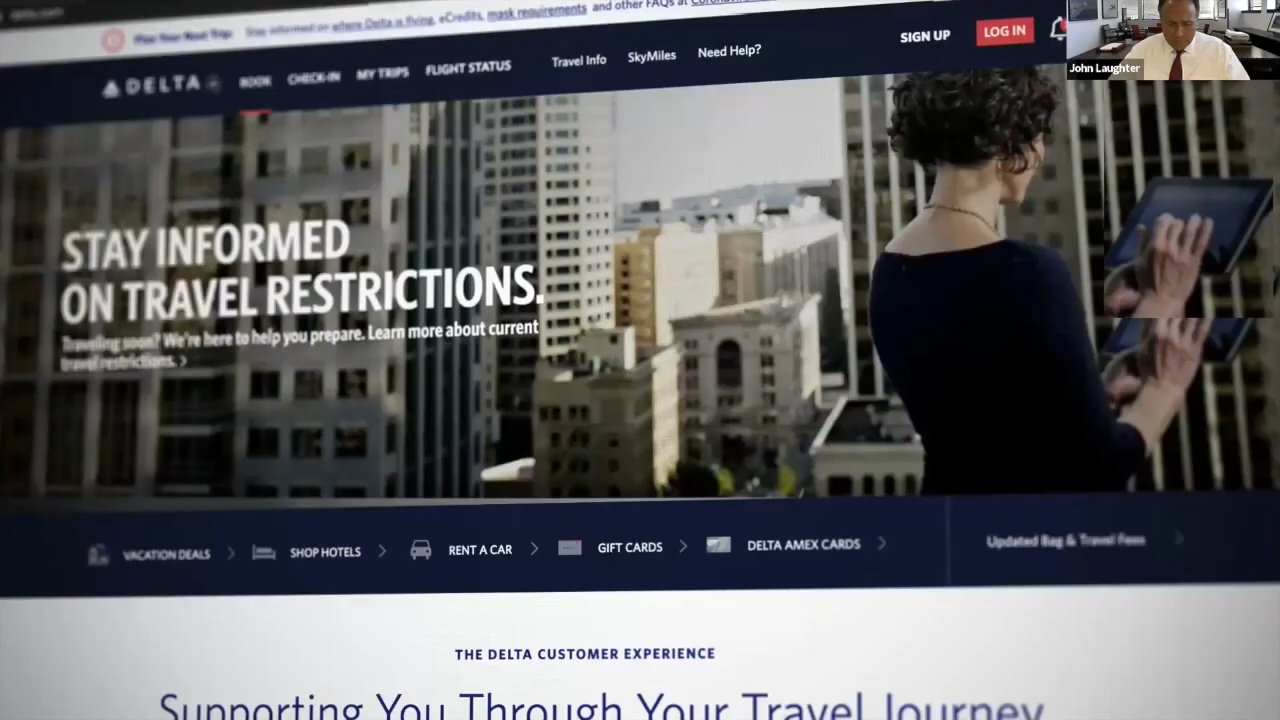 Plan Your Next Trip: Stay informed on where Delta is flying, eCredits, mask requirements and other FAQs at
DELTA BOOK CHECK-IN MY TRIPS FLIGHT STATUS Travel Info SkyMiles Need Help? SIGN UP LOG IN
John Laughter
STAY INFORMED
ON TRAVEL RESTRICTIONS.
Traveling soon? We're here to help you prepare. Learn more about current
travel restrictions. >
VACATION DEALS SHOP HOTELS RENT A CAR GIFT CARDS DELTA AMEX CARDS Updated Bag & Travel Fees
THE DELTA CUSTOMER EXPERIENCE
Supporting You Through Your Travel Journey